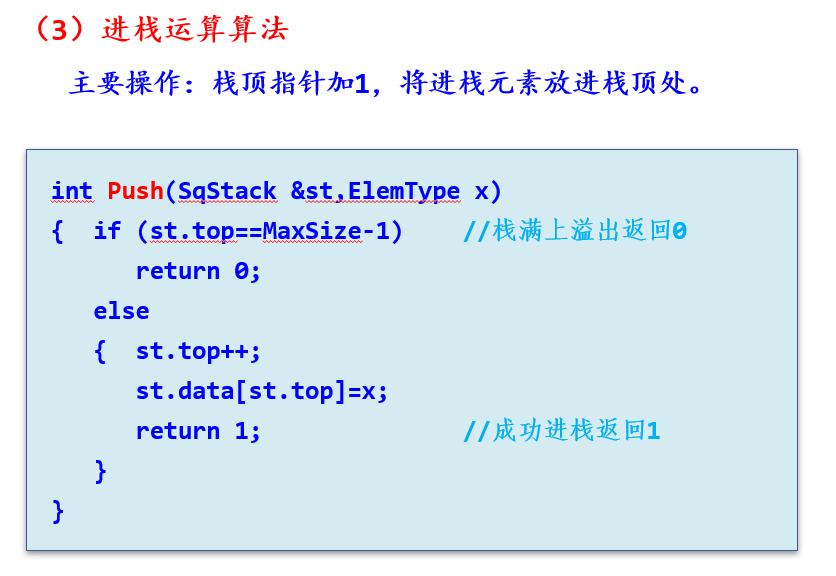 （3）进栈运算算法
主要操作：栈顶指针加1，将进栈元素放进栈顶处。
int Push(SqStack &st,ElemType x)
{  if (st.top==MaxSize-1)    //栈满上溢出返回0
      return 0;
   else
   {  st.top++;
      st.data[st.top]=x;
      return 1;              //成功进栈返回1
   }
}